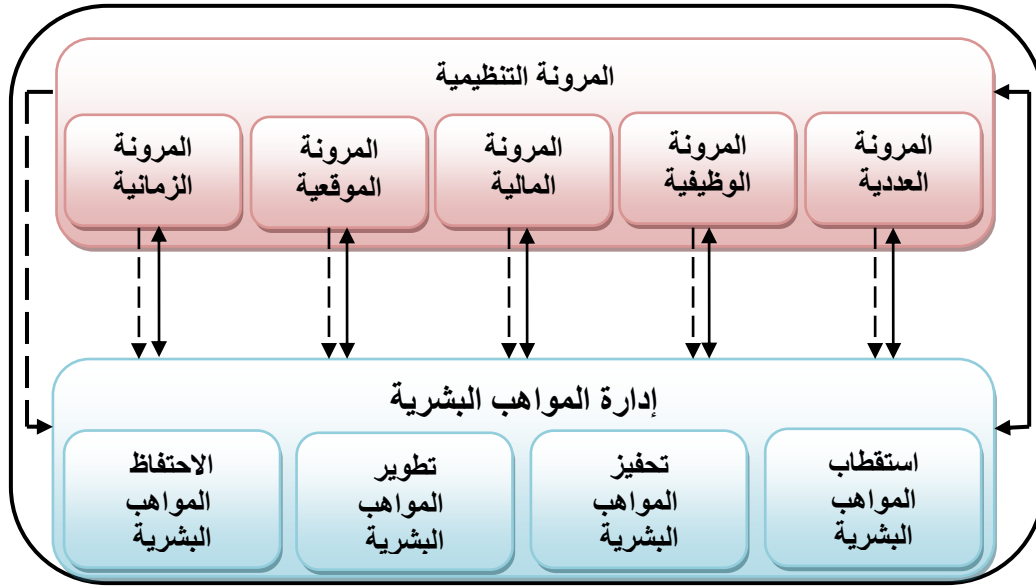 المرونة التنظيمية
المرونة
العددية
المرونة
الوظيفية
المرونة
المالية
المرونة
الموقعية
المرونة
الزمانية
إدارة المواهب البشرية
استقطاب
المواهب
البشرية
تحفيز
المواهب
البشرية
تطوير
المواهب
البشرية
الاحتفاظ
المواهب
البشرية